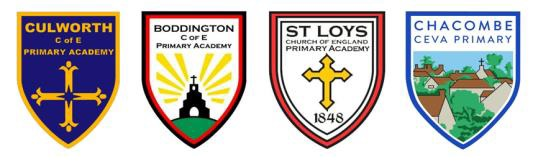 CULWORTH
C of E
PRIMARY ACADEMY
BODDINGTON
C of E
PRIMARY ACADEMY
ST LOYS
CHURCH OF ENGLAND
PRIMARY ACADEMY
1848
CHACOMBE
CEVA PRIMARY